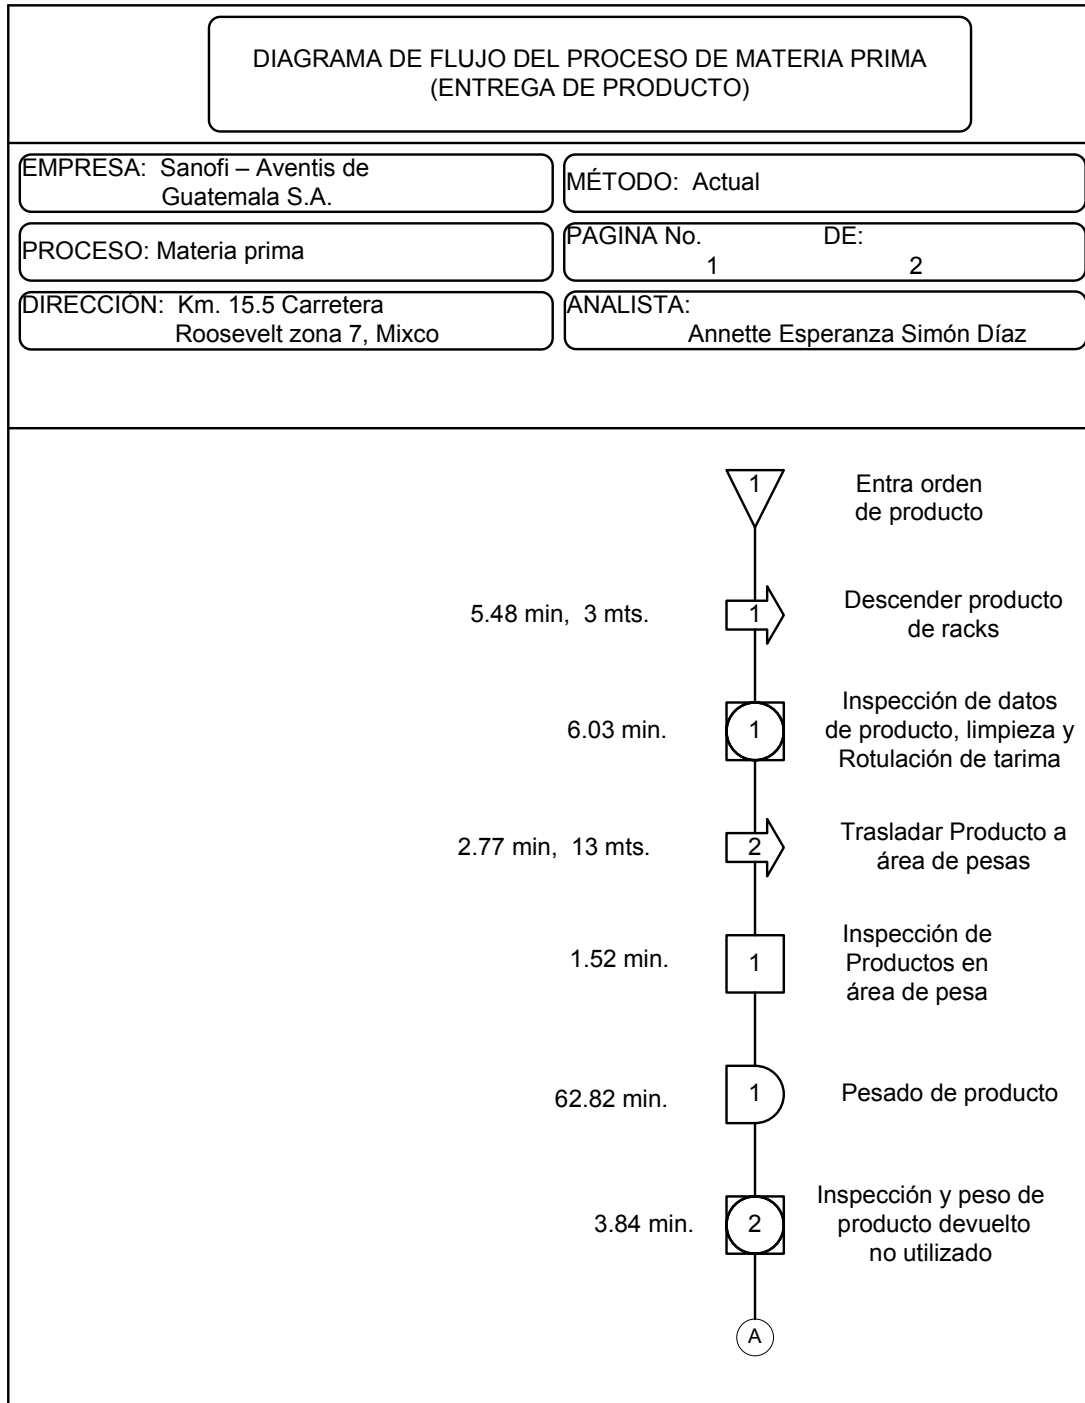 DIAGRAMA DE FLUJO DEL PROCESO DE MATERIA PRIMA
(ENTREGA DE PRODUCTO)
EMPRESA: Sanofi – Aventis de
Guatemala S.A.
MÉTODO: Actual
PROCESO: Materia prima
PAGINA No. DE:
1 2
DIRECCIÓN: Km. 15.5 Carretera
Roosevelt zona 7, Mixco
ANALISTA:
Annette Esperanza Simón Díaz
1
Entra orden
de producto
5.48 min, 3 mts.
1
Descender producto
de racks
6.03 min.
1
Inspección de datos
de producto, limpieza y
Rotulación de tarima
2.77 min, 13 mts.
2
Trasladar Producto a
área de pesas
1.52 min.
1
Inspección de
Productos en
área de pesa
62.82 min.
1
Pesado de producto
3.84 min.
2
Inspección y peso de
producto devuelto
no utilizado
A